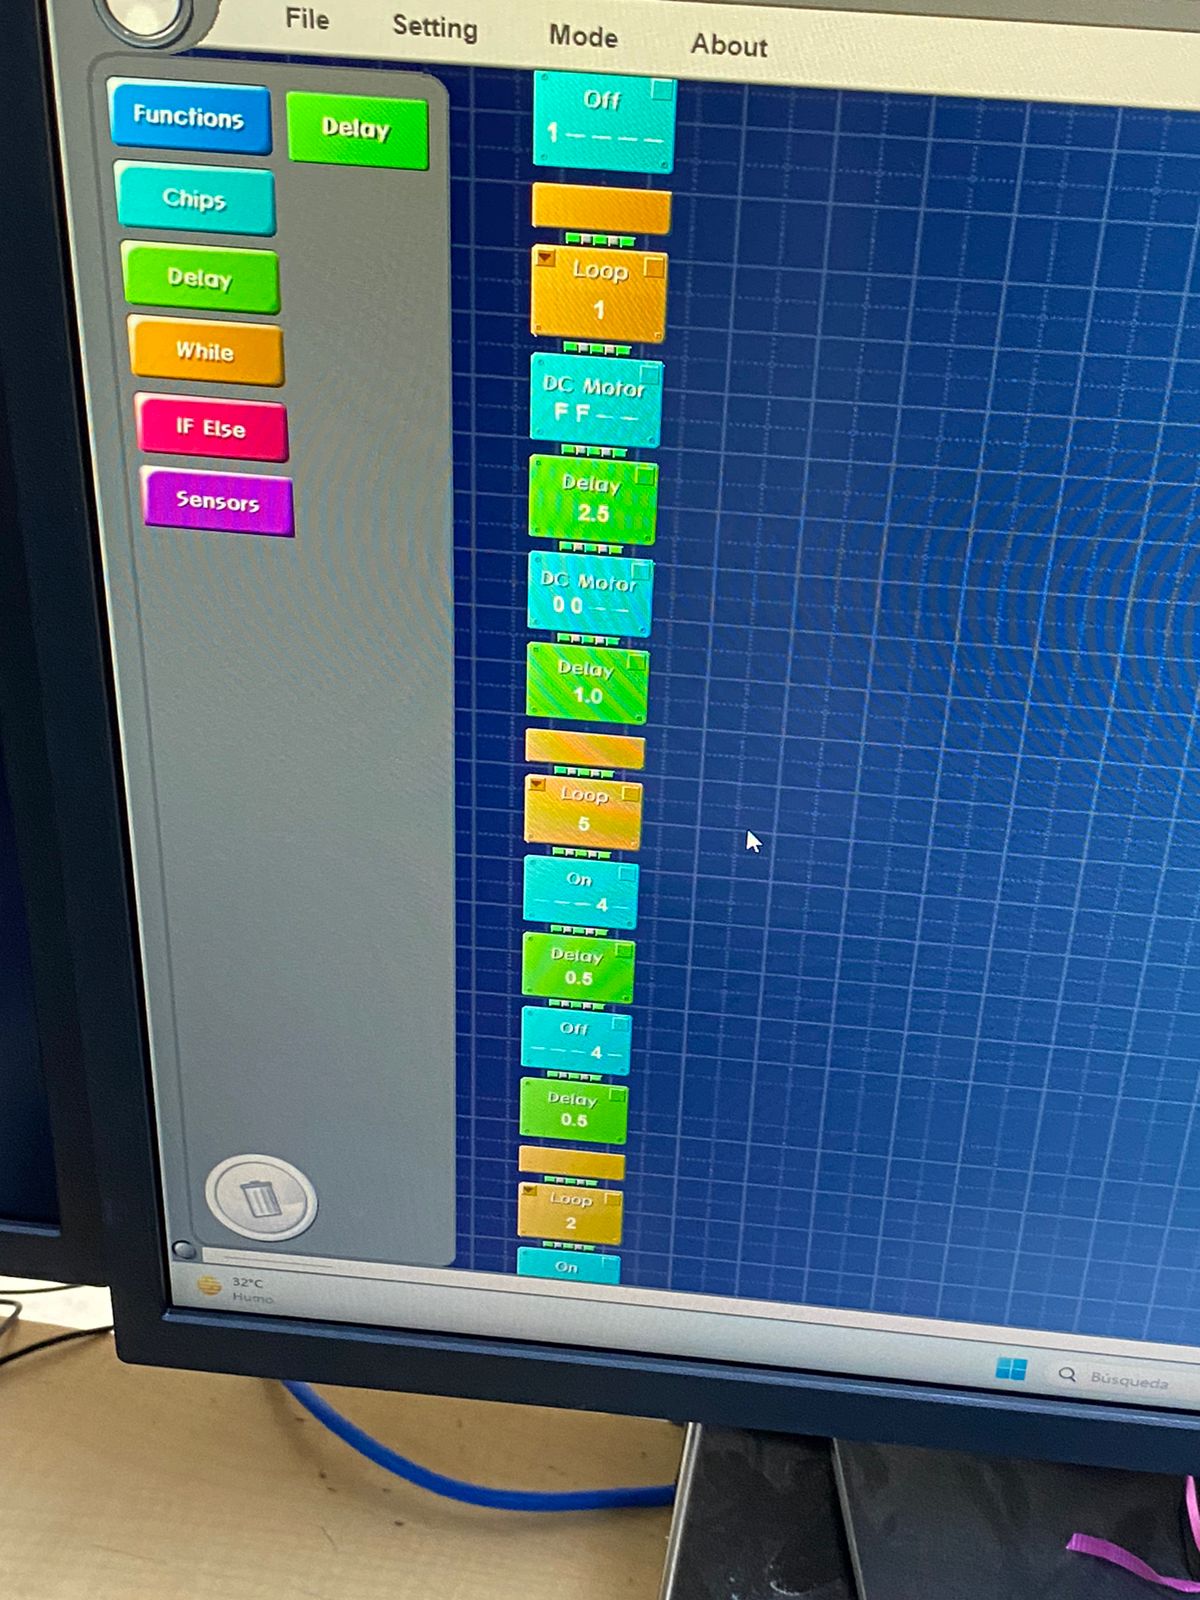 File Setting Mode About
Functions
Chips
Delay
While
IF Else
Sensors
Delay
Off
1 – – – –
Loop
1
DC Motor
F F – –
Delay
2.5
DC Motor
0 0 – –
Delay
1.0
Loop
5
On
– – – 4 –
Delay
0.5
Off
– – – 4 –
Delay
0.5
Loop
2
On
32°C
Humo
Búsqueda